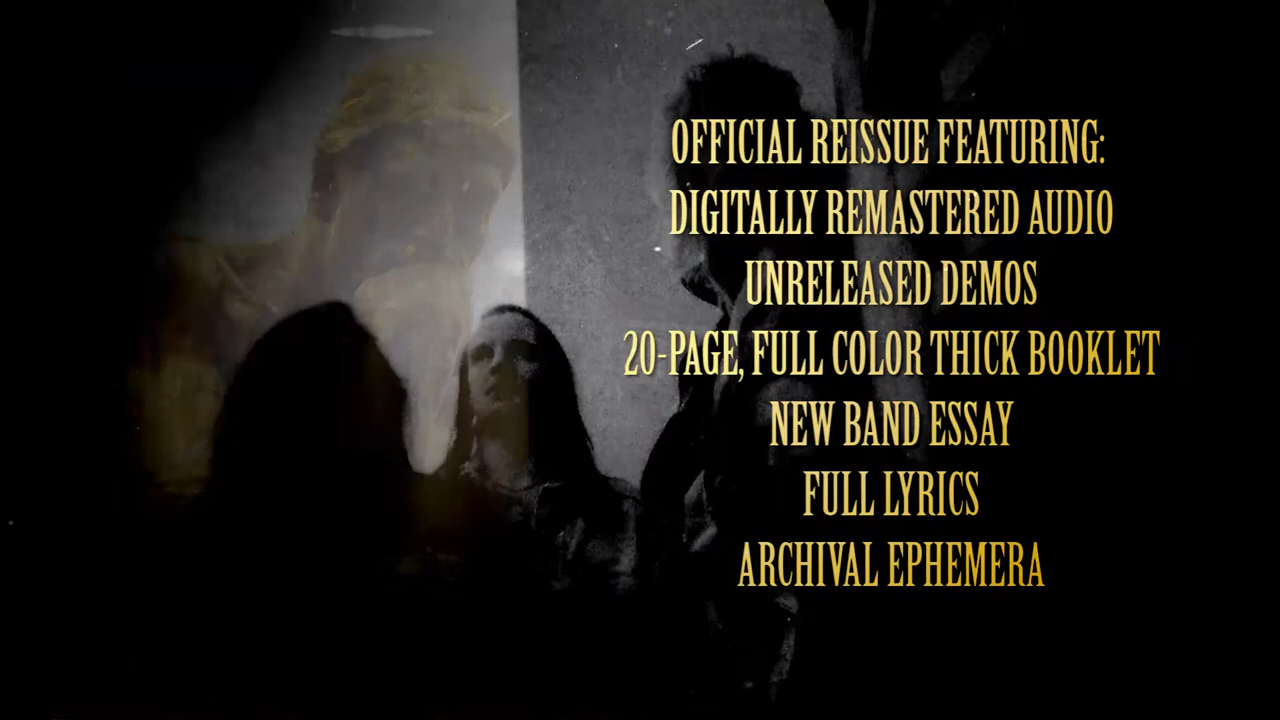 OFFICIAL REISSUE FEATURING:
DIGITALLY REMASTERED AUDIO
UNRELEASED DEMOS
20-PAGE, FULL COLOR THICK BOOKLET
NEW BAND ESSAY
FULL LYRICS
ARCHIVAL EPHEMERA